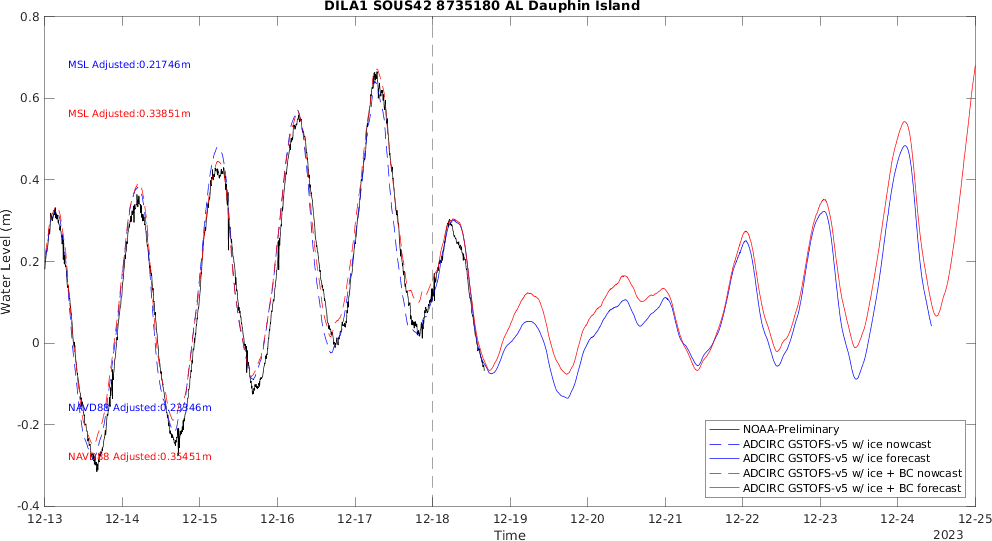 DILA1 SOUS42 8735180 AL Dauphin Island
0.8
0.6
0.4
0.2
0
-0.2
-0.4
Water Level (m)
MSL Adjusted:0.21746m
MSL Adjusted:0.33851m
NAVD88 Adjusted:0.23346m
NAVD88 Adjusted:0.35451m
NOAA-Preliminary
ADCIRC GSTOFS-v5 w/ ice nowcast
ADCIRC GSTOFS-v5 w/ ice forecast
ADCIRC GSTOFS-v5 w/ ice + BC nowcast
ADCIRC GSTOFS-v5 w/ ice + BC forecast
12-13 12-14 12-15 12-16 12-17 12-18 12-19 12-20 12-21 12-22 12-23 12-24 12-25
Time
2023